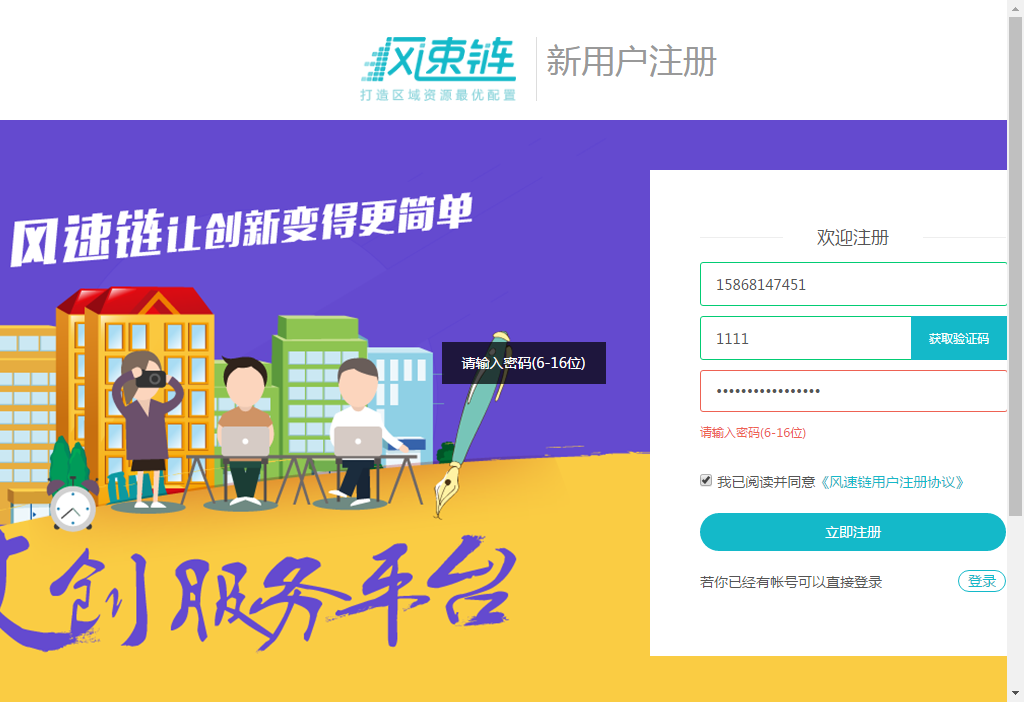 风速链
打造区域资源最优配置
新用户注册
风速链让创新变得更简单
文创服务平台
请输入密码(6-16位)
欢迎注册
15868147451
1111
获取验证码
•••••••••••••••••
请输入密码(6-16位)
我已阅读并同意《风速链用户注册协议》
立即注册
若你已经有帐号可以直接登录
登录